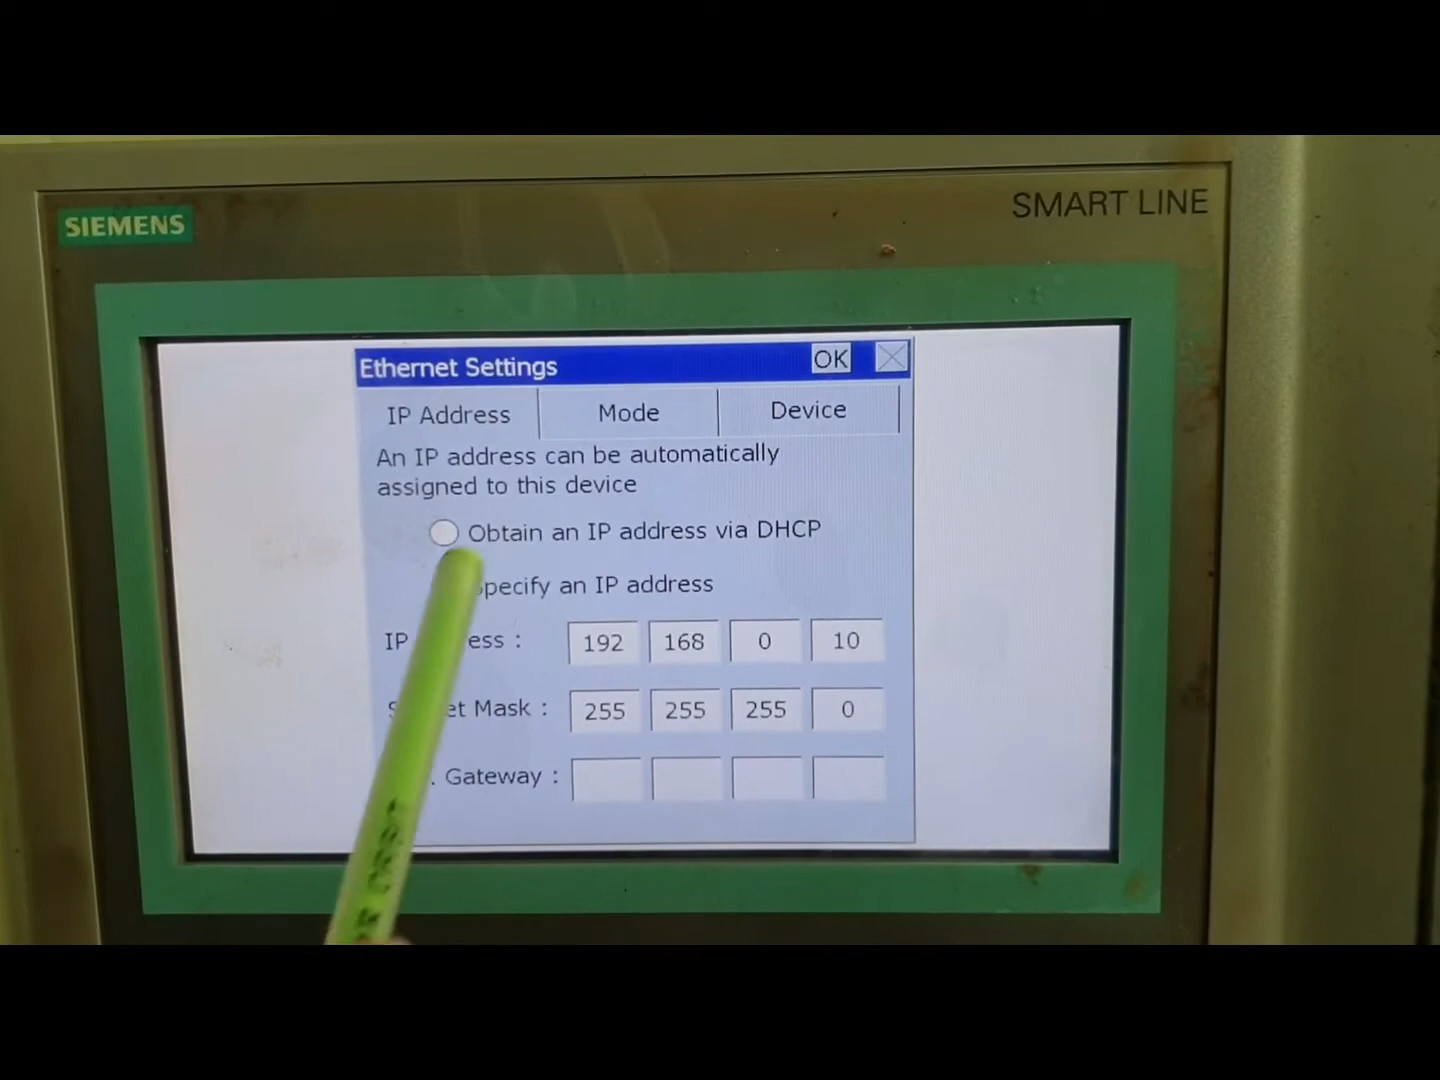 SIEMENS
SMART LINE
Ethernet Settings OK
IP Address Mode Device
An IP address can be automatically
assigned to this device
Obtain an IP address via DHCP
pecify an IP address
IP ess :
192 168 0 10
et Mask :
255 255 255 0
. Gateway :